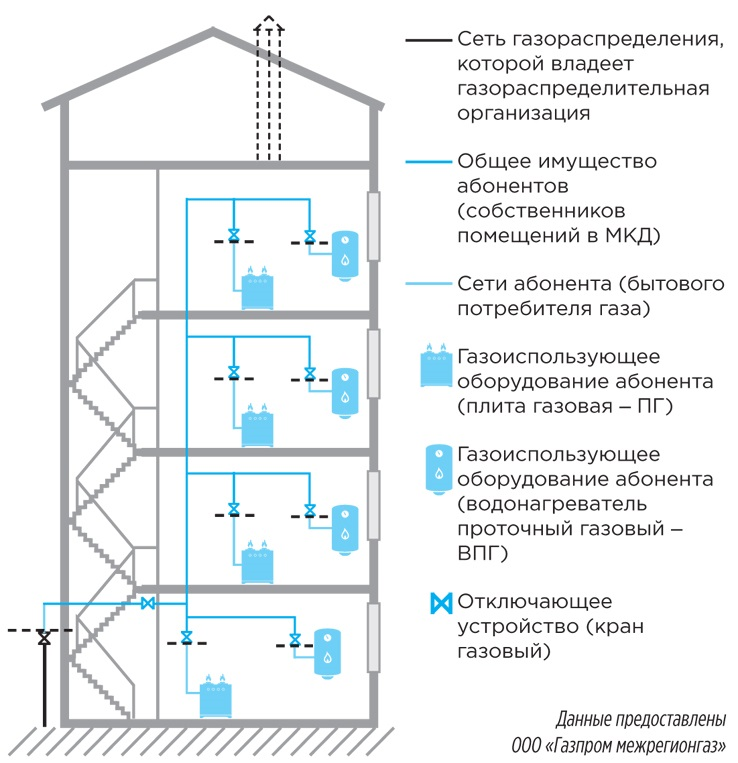 Сеть газораспределения,
которой владеет
газораспределительная
организация
Общее имущество
абонентов
(собственников
помещений в МКД)
Сети абонента (бытового
потребителя газа)
Газоиспользующее
оборудование абонента
(плита газовая – ПГ)
Газоиспользующее
оборудование абонента
(водонагреватель
проточный газовый –
ВПГ)
Отключающее
устройство (кран
газовый)
Данные предоставлены
ООО «Газпром межрегионгаз»